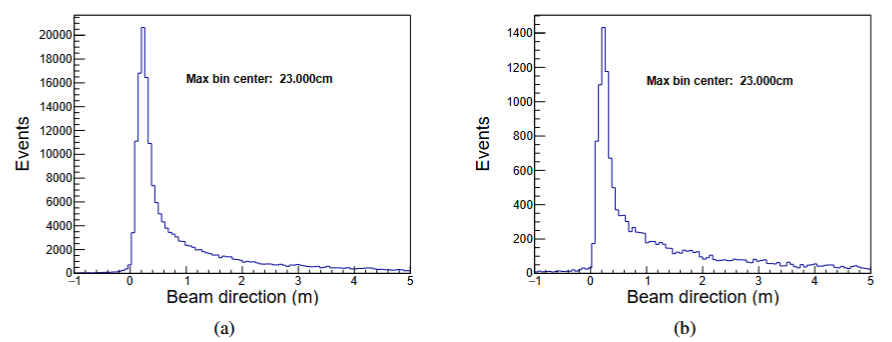 20000
18000
16000
14000
12000
10000
8000
6000
4000
2000
0
Events
Max bin center: 23.000cm
−1 0 1 2 3 4 5
Beam direction (m)
(a)
1400
1200
1000
800
600
400
200
0
Events
Max bin center: 23.000cm
−1 0 1 2 3 4 5
Beam direction (m)
(b)